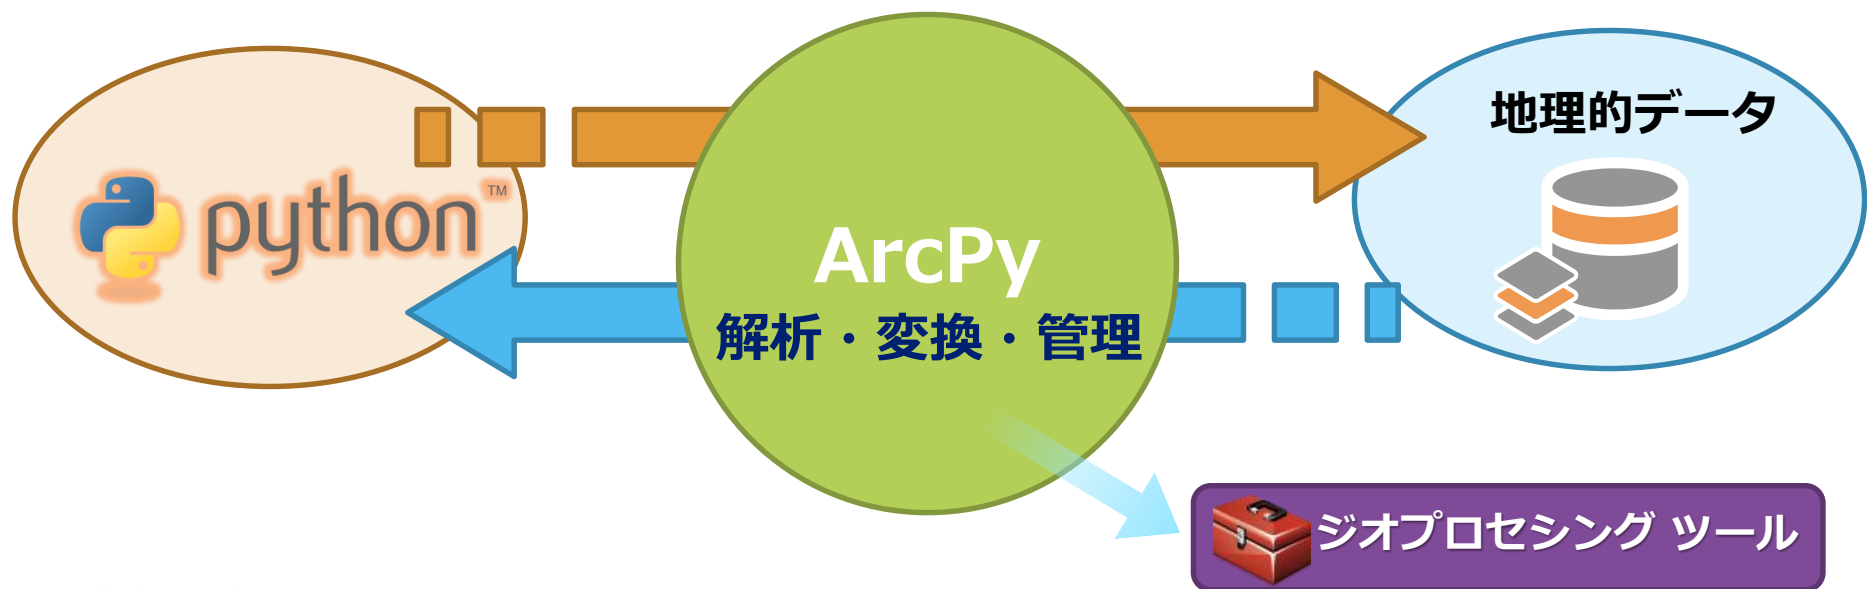 python™
ArcPy
解析・変換・管理
地理的データ
ジオプロセシング ツール